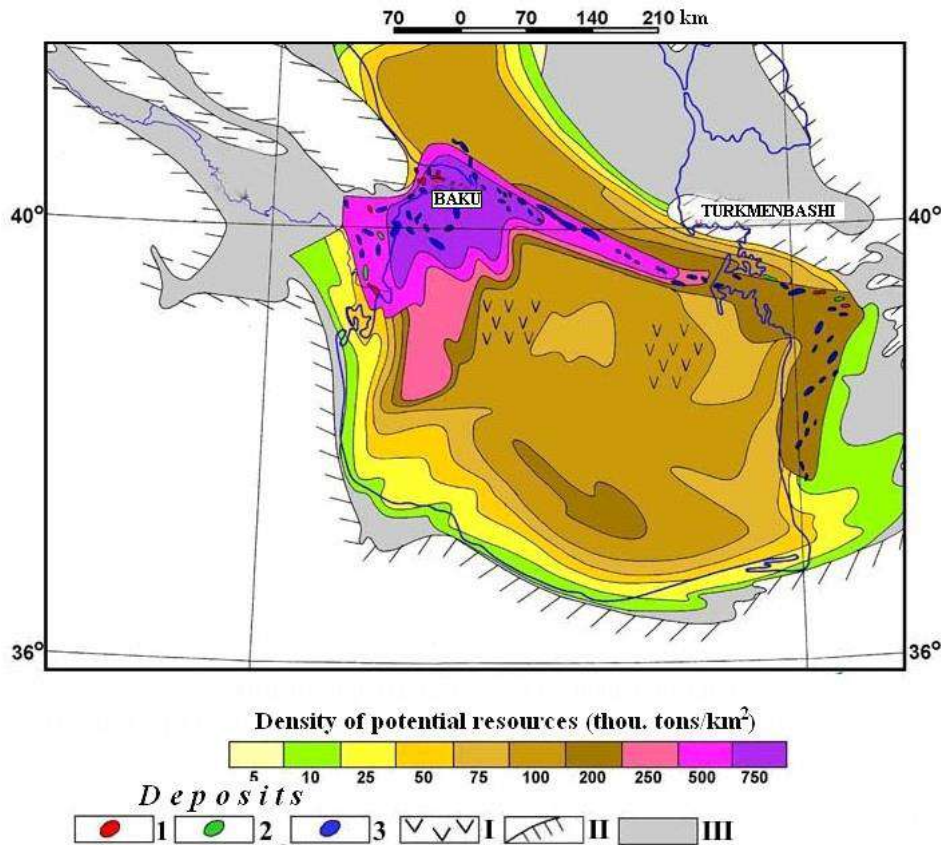 70 0 70 140 210 km
BAKU
40° TURKMENBASHI 40°
36° 36°
Density of potential resources (thou. tons/km²)
5 10 25 50 75 100 200 250 500 750
Deposits
1 2 3 I II III